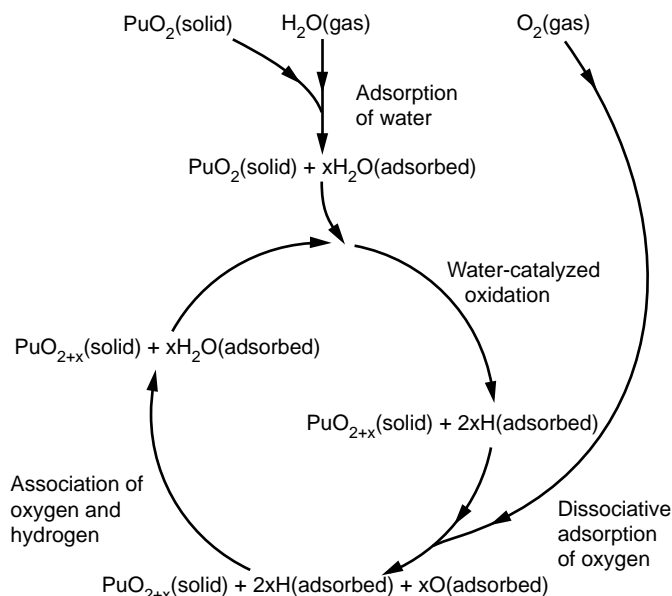 PuO₂(solid) H₂O(gas) O₂(gas)
Adsorption
of water
PuO₂(solid) + xH₂O(adsorbed)
Water-catalyzed
oxidation
PuO₂₊ₓ(solid) + xH₂O(adsorbed)
PuO₂₊ₓ(solid) + 2xH(adsorbed)
Association of
oxygen and
hydrogen
Dissociative
adsorption
of oxygen
PuO₂₊ₓ(solid) + 2xH(adsorbed) + xO(adsorbed)